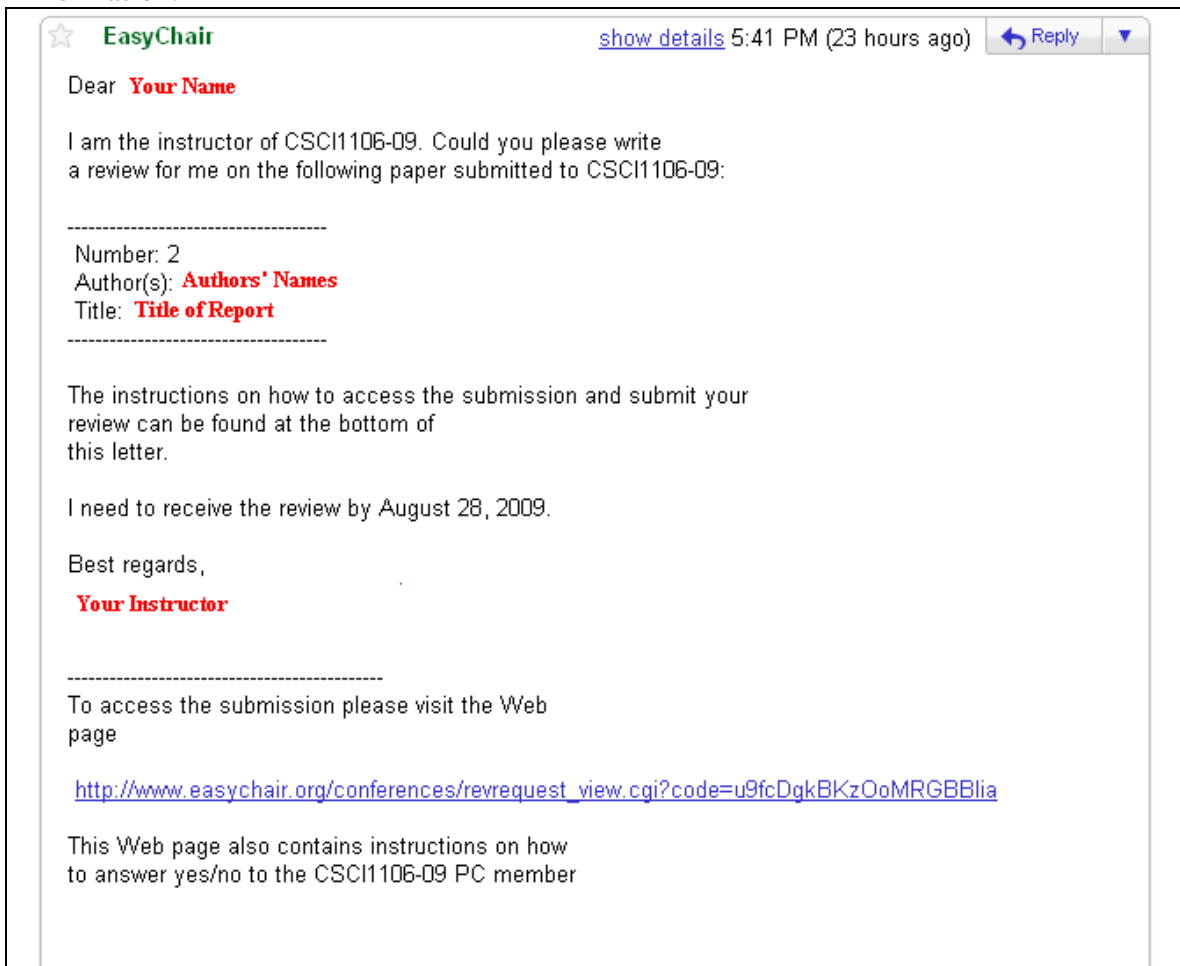 EasyChair show details 5:41 PM (23 hours ago) Reply
Dear Your Name
I am the instructor of CSCI1106-09. Could you please write
a review for me on the following paper submitted to CSCI1106-09:
-------------------------------------
Number: 2
Author(s): Authors' Names
Title: Title of Report
-------------------------------------
The instructions on how to access the submission and submit your
review can be found at the bottom of
this letter.
I need to receive the review by August 28, 2009.
Best regards,
Your Instructor
---------------------------------------------
To access the submission please visit the Web
page
http://www.easychair.org/conferences/revrequest_view.cgi?code=u9fcDgkBKzOoMRGBBlia
This Web page also contains instructions on how
to answer yes/no to the CSCI1106-09 PC member